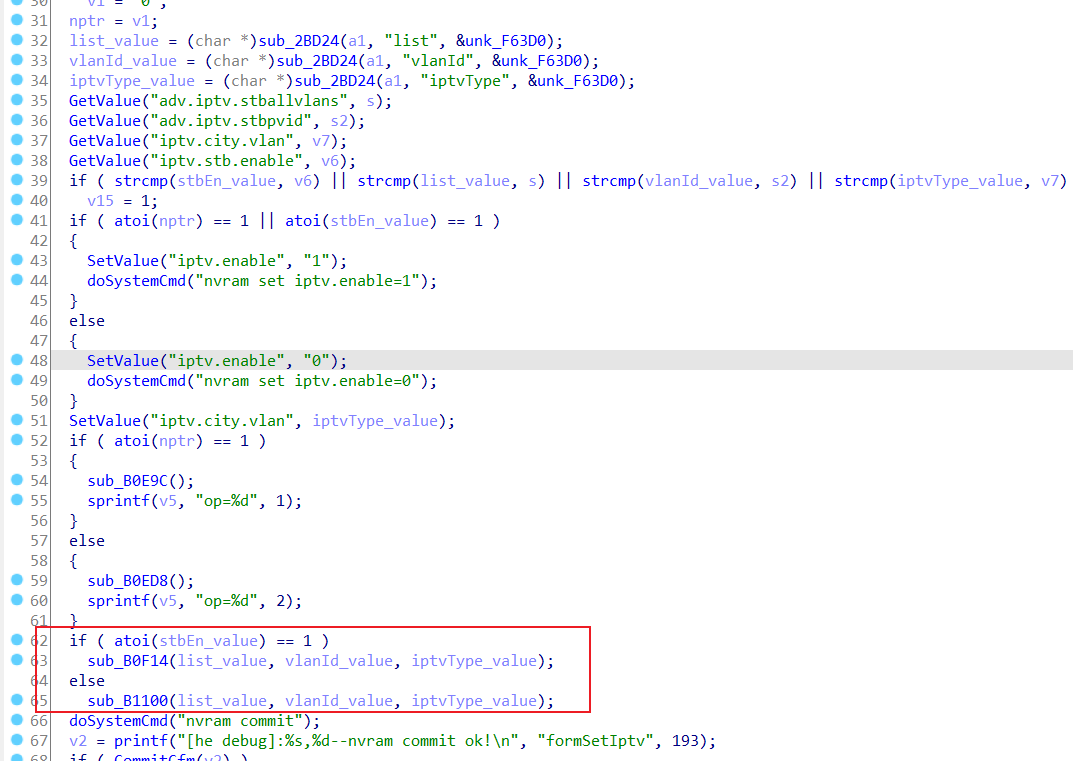 30 v1 = "0";
31 nptr = v1;
32 list_value = (char *)sub_2BD24(a1, "list", &unk_F63D0);
33 vlanId_value = (char *)sub_2BD24(a1, "vlanId", &unk_F63D0);
34 iptvType_value = (char *)sub_2BD24(a1, "iptvType", &unk_F63D0);
35 GetValue("adv.iptv.stballvlans", s);
36 GetValue("adv.iptv.stbpvid", s2);
37 GetValue("iptv.city.vlan", v7);
38 GetValue("iptv.stb.enable", v6);
39 if ( strcmp(stbEn_value, v6) || strcmp(list_value, s) || strcmp(vlanId_value, s2) || strcmp(iptvType_value, v7)
40 v15 = 1;
41 if ( atoi(nptr) == 1 || atoi(stbEn_value) == 1 )
42 {
43 SetValue("iptv.enable", "1");
44 doSystemCmd("nvram set iptv.enable=1");
45 }
46 else
47 {
48 SetValue("iptv.enable", "0");
49 doSystemCmd("nvram set iptv.enable=0");
50 }
51 SetValue("iptv.city.vlan", iptvType_value);
52 if ( atoi(nptr) == 1 )
53 {
54 sub_B0E9C();
55 sprintf(v5, "op=%d", 1);
56 }
57 else
58 {
59 sub_B0ED8();
60 sprintf(v5, "op=%d", 2);
61 }
62 if ( atoi(stbEn_value) == 1 )
63 sub_B0F14(list_value, vlanId_value, iptvType_value);
64 else
65 sub_B1100(list_value, vlanId_value, iptvType_value);
66 doSystemCmd("nvram commit");
67 v2 = printf("[he debug]:%s,%d--nvram commit ok!\n", "formSetIptv", 193);
68 if ( CommitCfm(v2) )